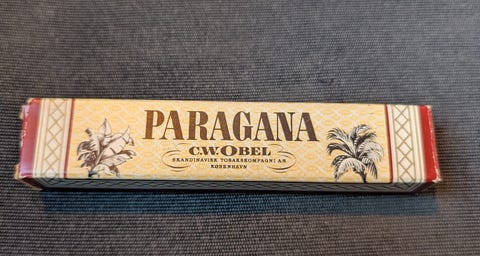 PARAGANA
C.W.OBEL
SKANDINAVISK TOBAKSKOMPAGNI A/S
KØBENHAVN